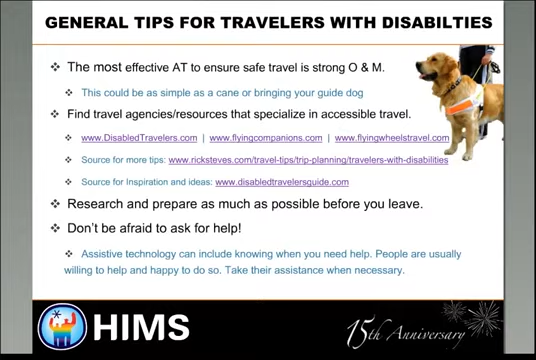 GENERAL TIPS FOR TRAVELERS WITH DISABILTIES
The most effective AT to ensure safe travel is strong O & M.
This could be as simple as a cane or bringing your guide dog
Find travel agencies/resources that specialize in accessible travel.
www.DisabledTravelers.com | www.flyingcompanions.com | www.flyingwheelstravel.com
Source for more tips: www.ricksteves.com/travel-tips/trip-planning/travelers-with-disabilities
Source for Inspiration and ideas: www.disabledtravelersguide.com
Research and prepare as much as possible before you leave.
Don't be afraid to ask for help!
Assistive technology can include knowing when you need help. People are usually
willing to help and happy to do so. Take their assistance when necessary.
HIMS
15th Anniversary